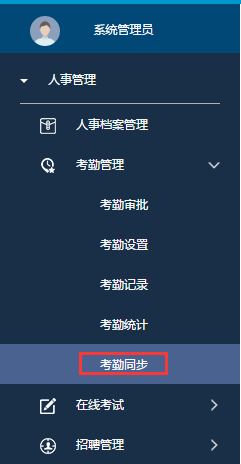 系统管理员
人事管理
人事档案管理
考勤管理
考勤审批
考勤设置
考勤记录
考勤统计
考勤同步
在线考试
招聘管理